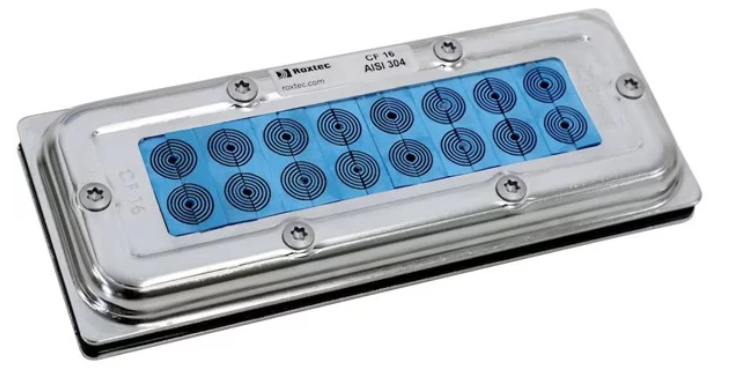 Roxtec
roxtec.com
CF 16
AISI 304
CF 16